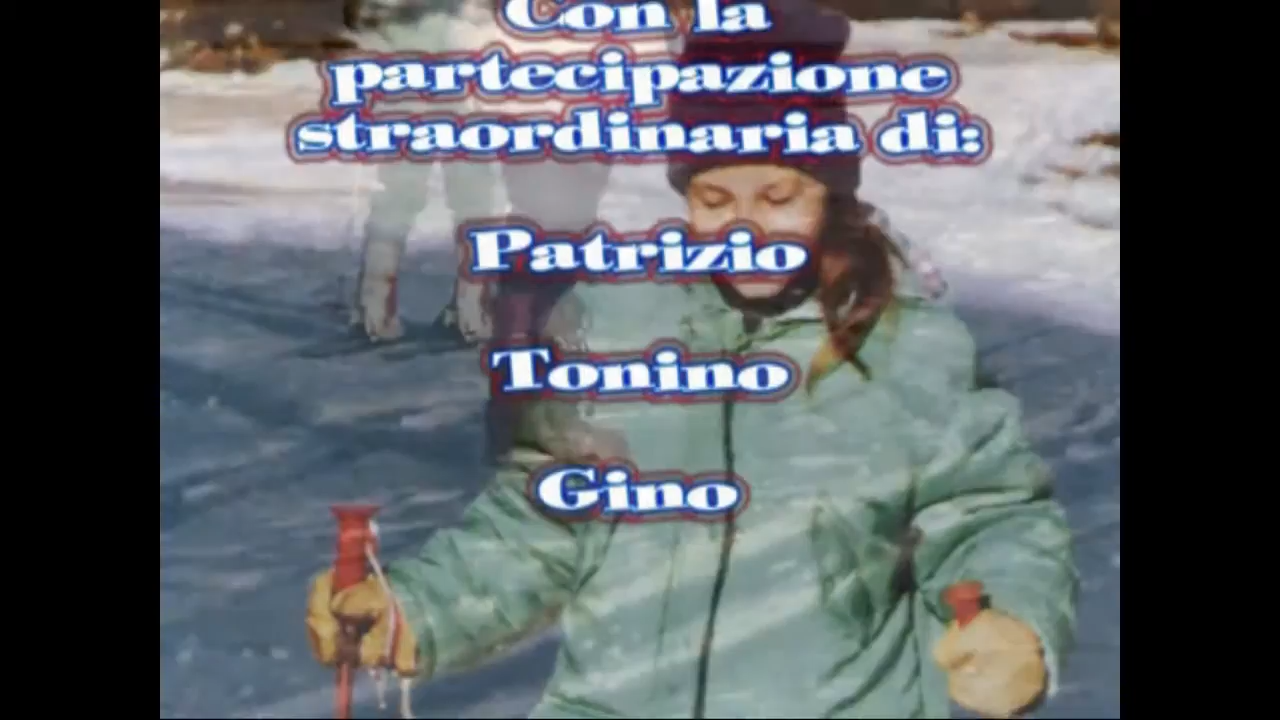 Con la
partecipazione
straordinaria di:
Patrizio
Tonino
Gino